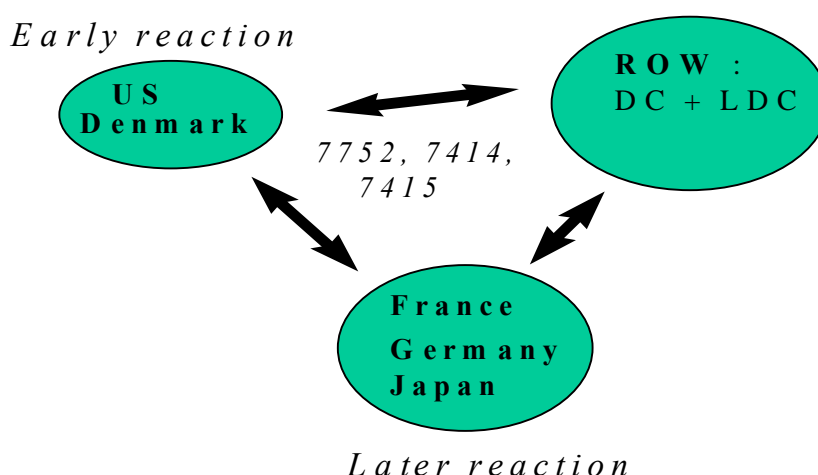 Early reaction
US
Denmark
ROW :
DC + LDC
7752, 7414,
7415
France
Germany
Japan
Later reaction